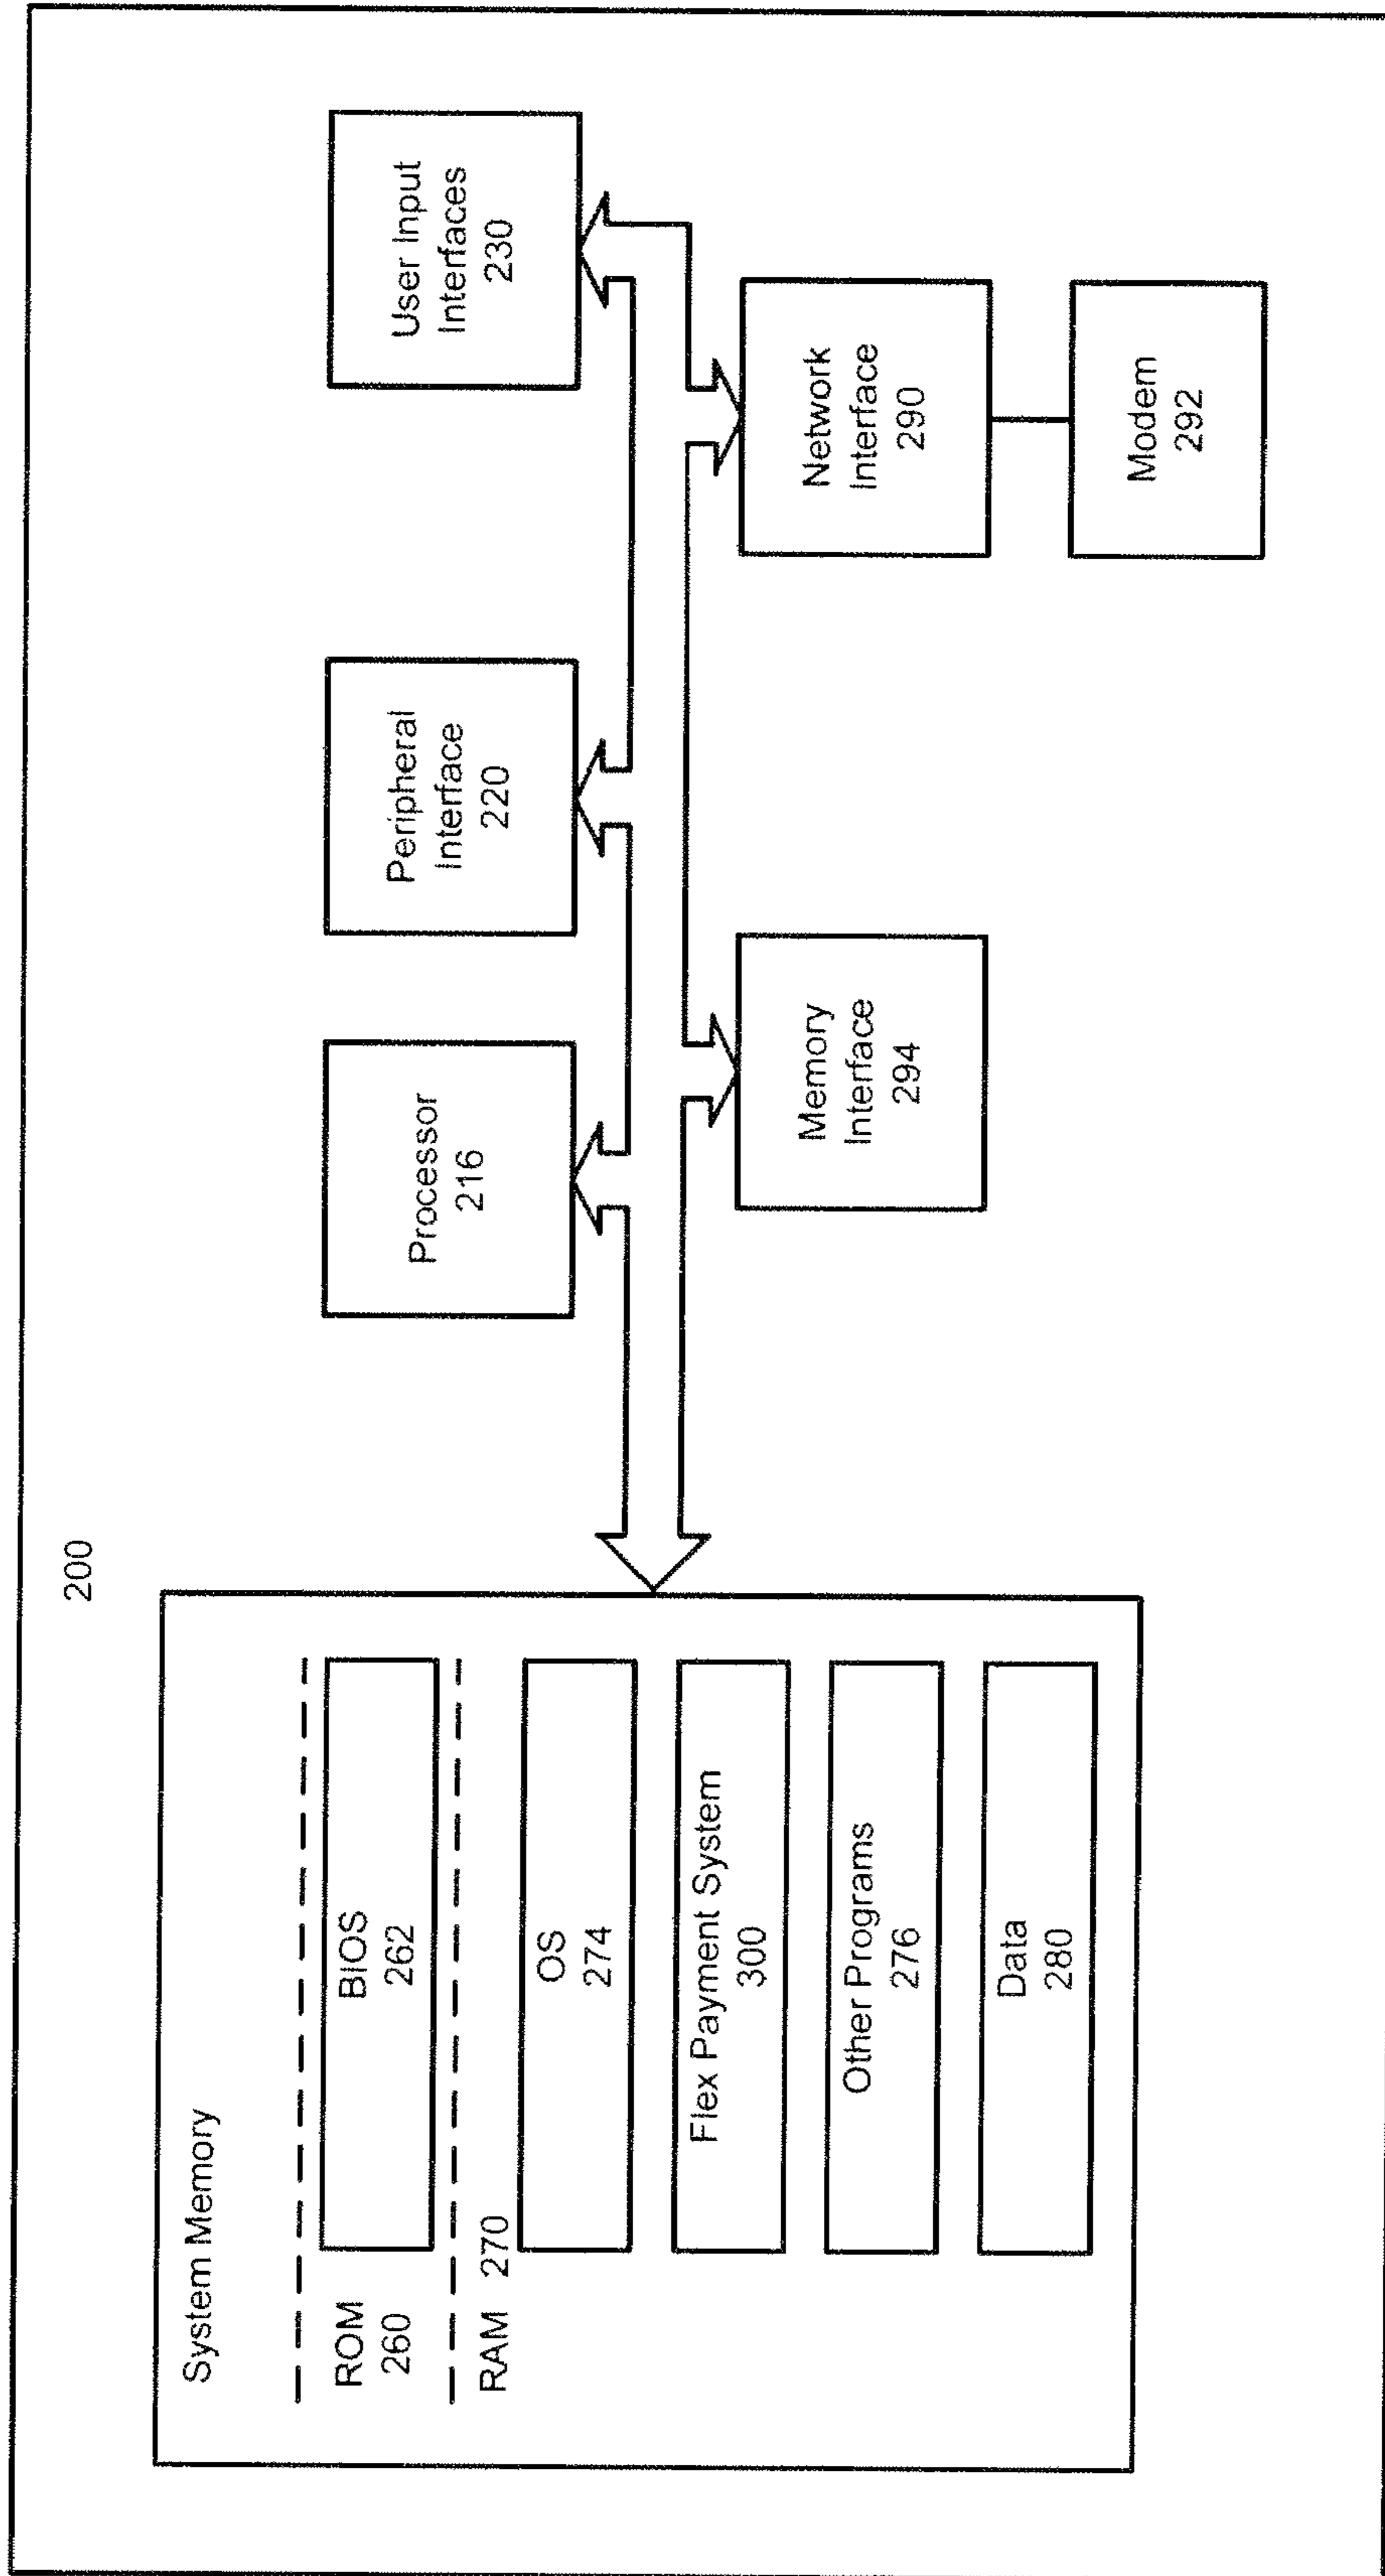 200
System Memory
ROM
260
BIOS
262
RAM 270
OS
274
Flex Payment System
300
Other Programs
276
Data
280
Processor
216
Peripheral
Interface
220
User Input
Interfaces
230
Memory
Interface
294
Network
Interface
290
Modem
292